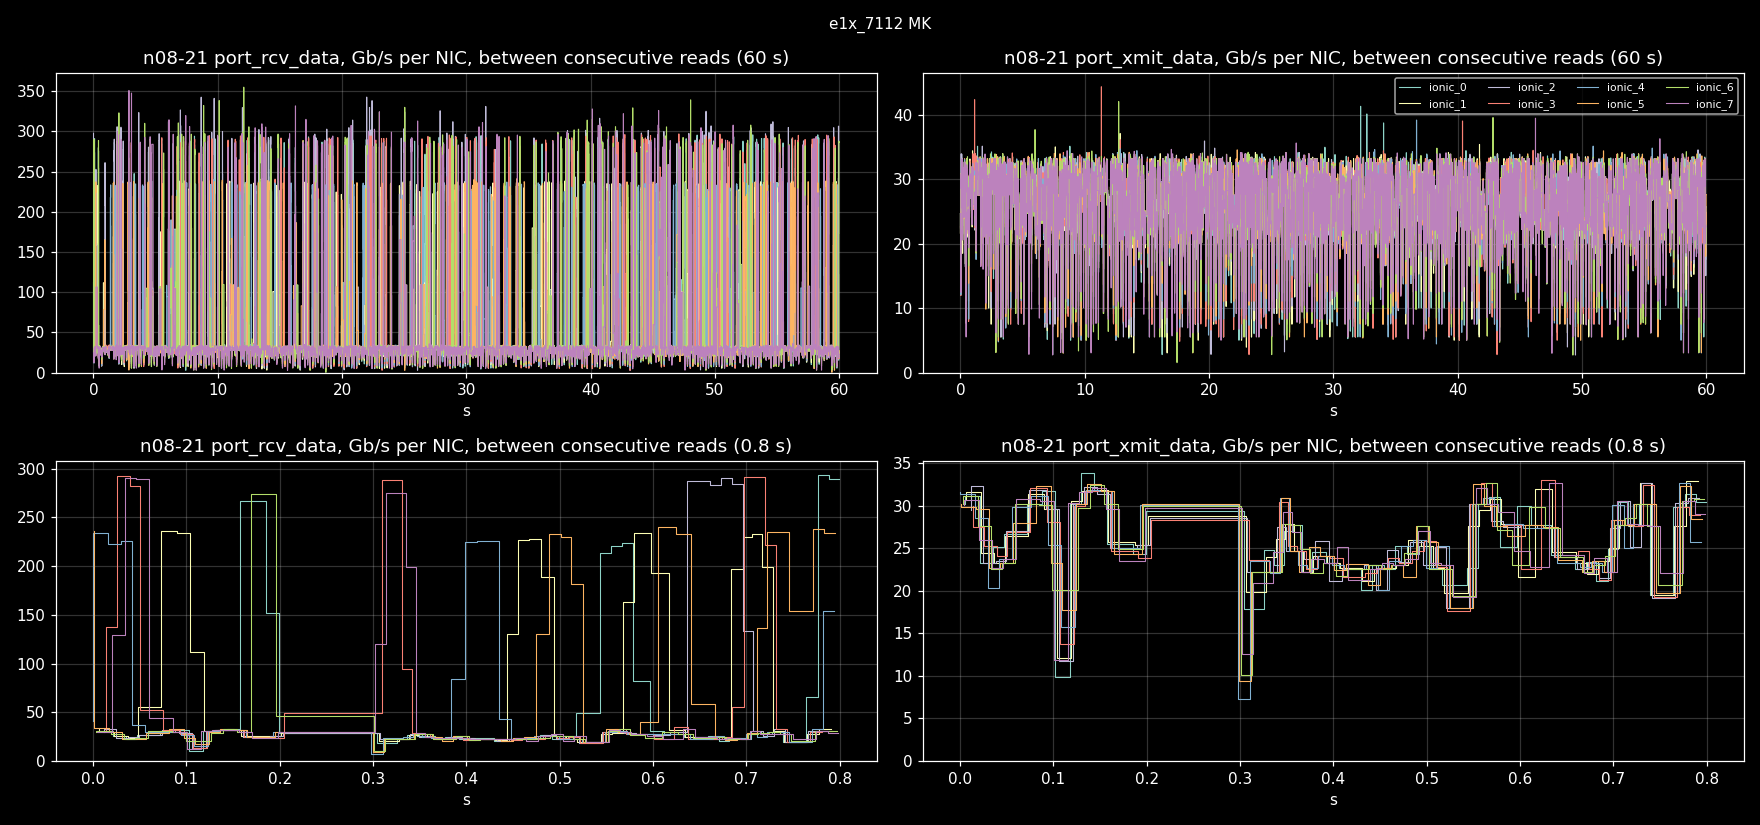 e1x_7112 MK
n08-21 port_rcv_data, Gb/s per NIC, between consecutive reads (60 s)
350
300
250
200
150
100
50
0
0 10 20 30 40 50 60
s
n08-21 port_xmit_data, Gb/s per NIC, between consecutive reads (60 s)
ionic_0 ionic_2 ionic_4 ionic_6
ionic_1 ionic_3 ionic_5 ionic_7
40
30
20
10
0
0 10 20 30 40 50 60
s
n08-21 port_rcv_data, Gb/s per NIC, between consecutive reads (0.8 s)
300
250
200
150
100
50
0
0.0 0.1 0.2 0.3 0.4 0.5 0.6 0.7 0.8
s
n08-21 port_xmit_data, Gb/s per NIC, between consecutive reads (0.8 s)
35
30
25
20
15
10
5
0
0.0 0.1 0.2 0.3 0.4 0.5 0.6 0.7 0.8
s